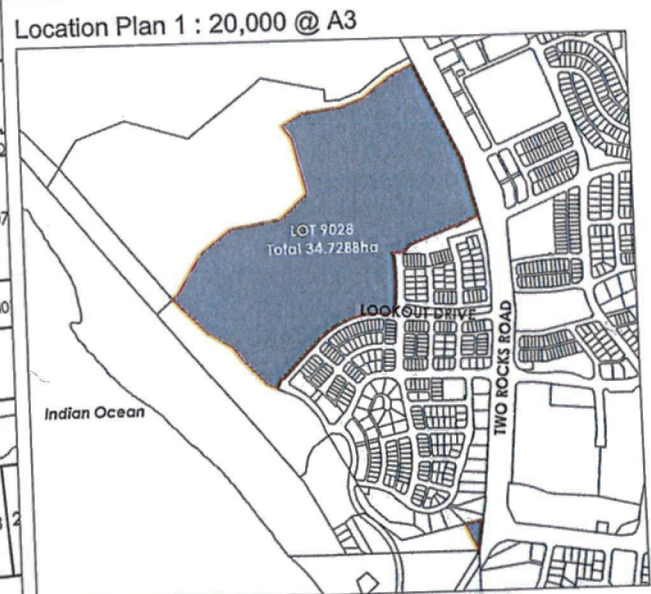 Location Plan 1 : 20,000 @ A3
LOT 9028
Total 34.7288ha
LOOKOUT DRIVE
TWO ROCKS ROAD
Indian Ocean